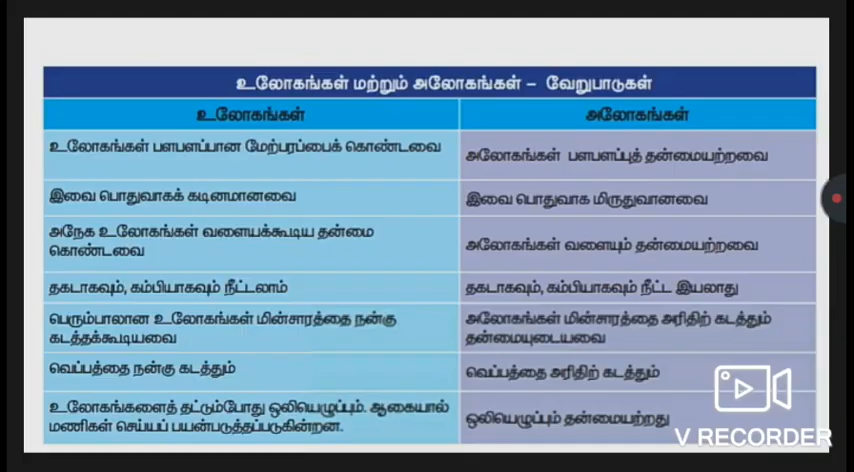 உலோகங்கள் மற்றும் அலோகங்கள் – வேறுபாடுகள்
உலோகங்கள்
அலோகங்கள்
உலோகங்கள் பளபளப்பான மேற்பரப்பைக் கொண்டவை
அலோகங்கள் பளபளப்புத் தன்மையற்றவை
இவை பொதுவாகக் கடினமானவை
இவை பொதுவாக மிருதுவானவை
அநேக உலோகங்கள் வளையக்கூடிய தன்மை
கொண்டவை
அலோகங்கள் வளையும் தன்மையற்றவை
தகடாகவும், கம்பியாகவும் நீட்டலாம்
தகடாகவும், கம்பியாகவும் நீட்ட இயலாது
பெரும்பாலான உலோகங்கள் மின்சாரத்தை நன்கு
கடத்தக்கூடியவை
அலோகங்கள் மின்சாரத்தை அரிதிற் கடத்தும்
தன்மையுடையவை
வெப்பத்தை நன்கு கடத்தும்
வெப்பத்தை அரிதிற் கடத்தும்
உலோகங்களைத் தட்டும்போது ஒலியெழுப்பும். ஆகையால்
மணிகள் செய்யப் பயன்படுத்தப்படுகின்றன.
ஒலியெழுப்பும் தன்மையற்றது
V RECORDER